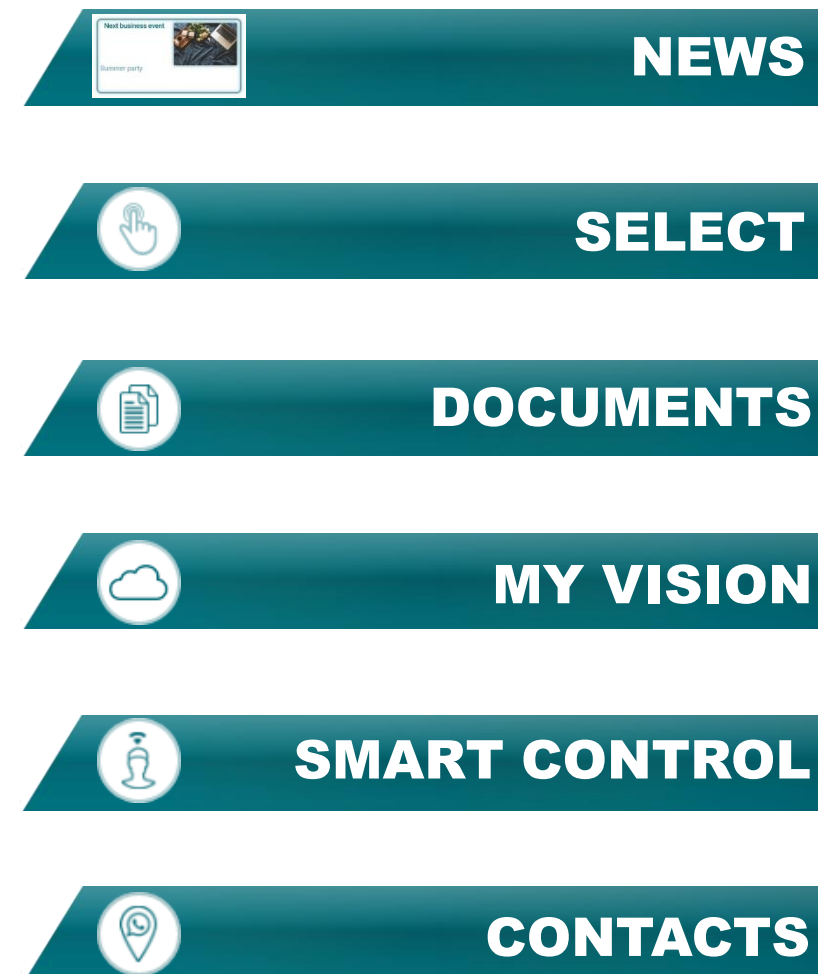 Next business event
Summer party
NEWS
SELECT
DOCUMENTS
MY VISION
SMART CONTROL
CONTACTS